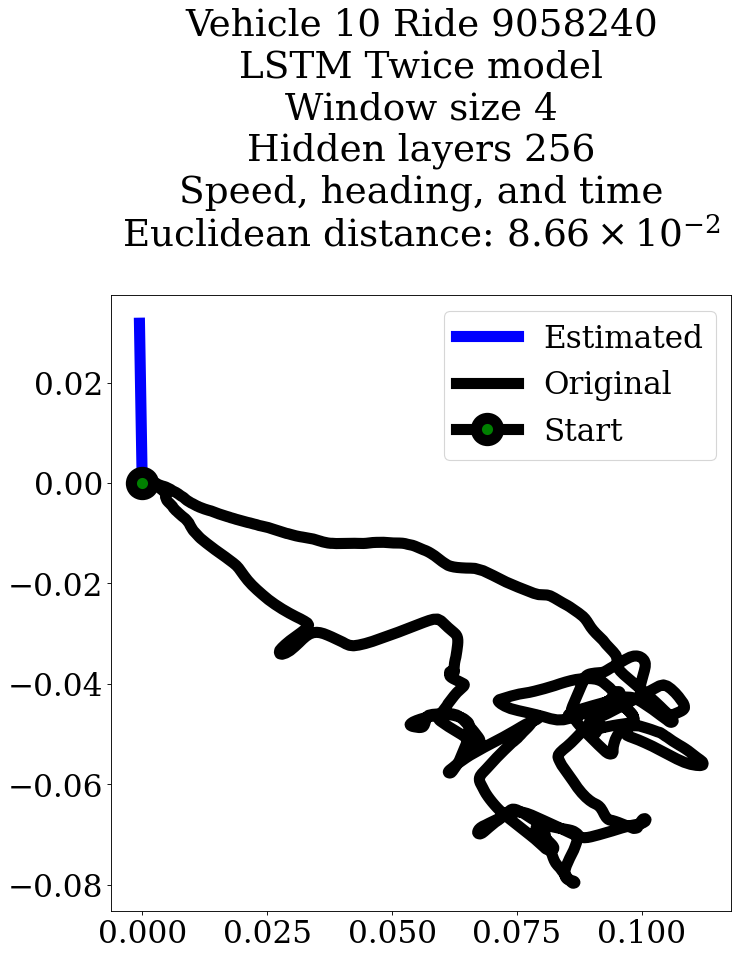 Vehicle 10 Ride 9058240
LSTM Twice model
Window size 4
Hidden layers 256
Speed, heading, and time
Euclidean distance: 8.66 × 10⁻²
Estimated
Original
Start
0.02
0.00
−0.02
−0.04
−0.06
−0.08
0.000 0.025 0.050 0.075 0.100